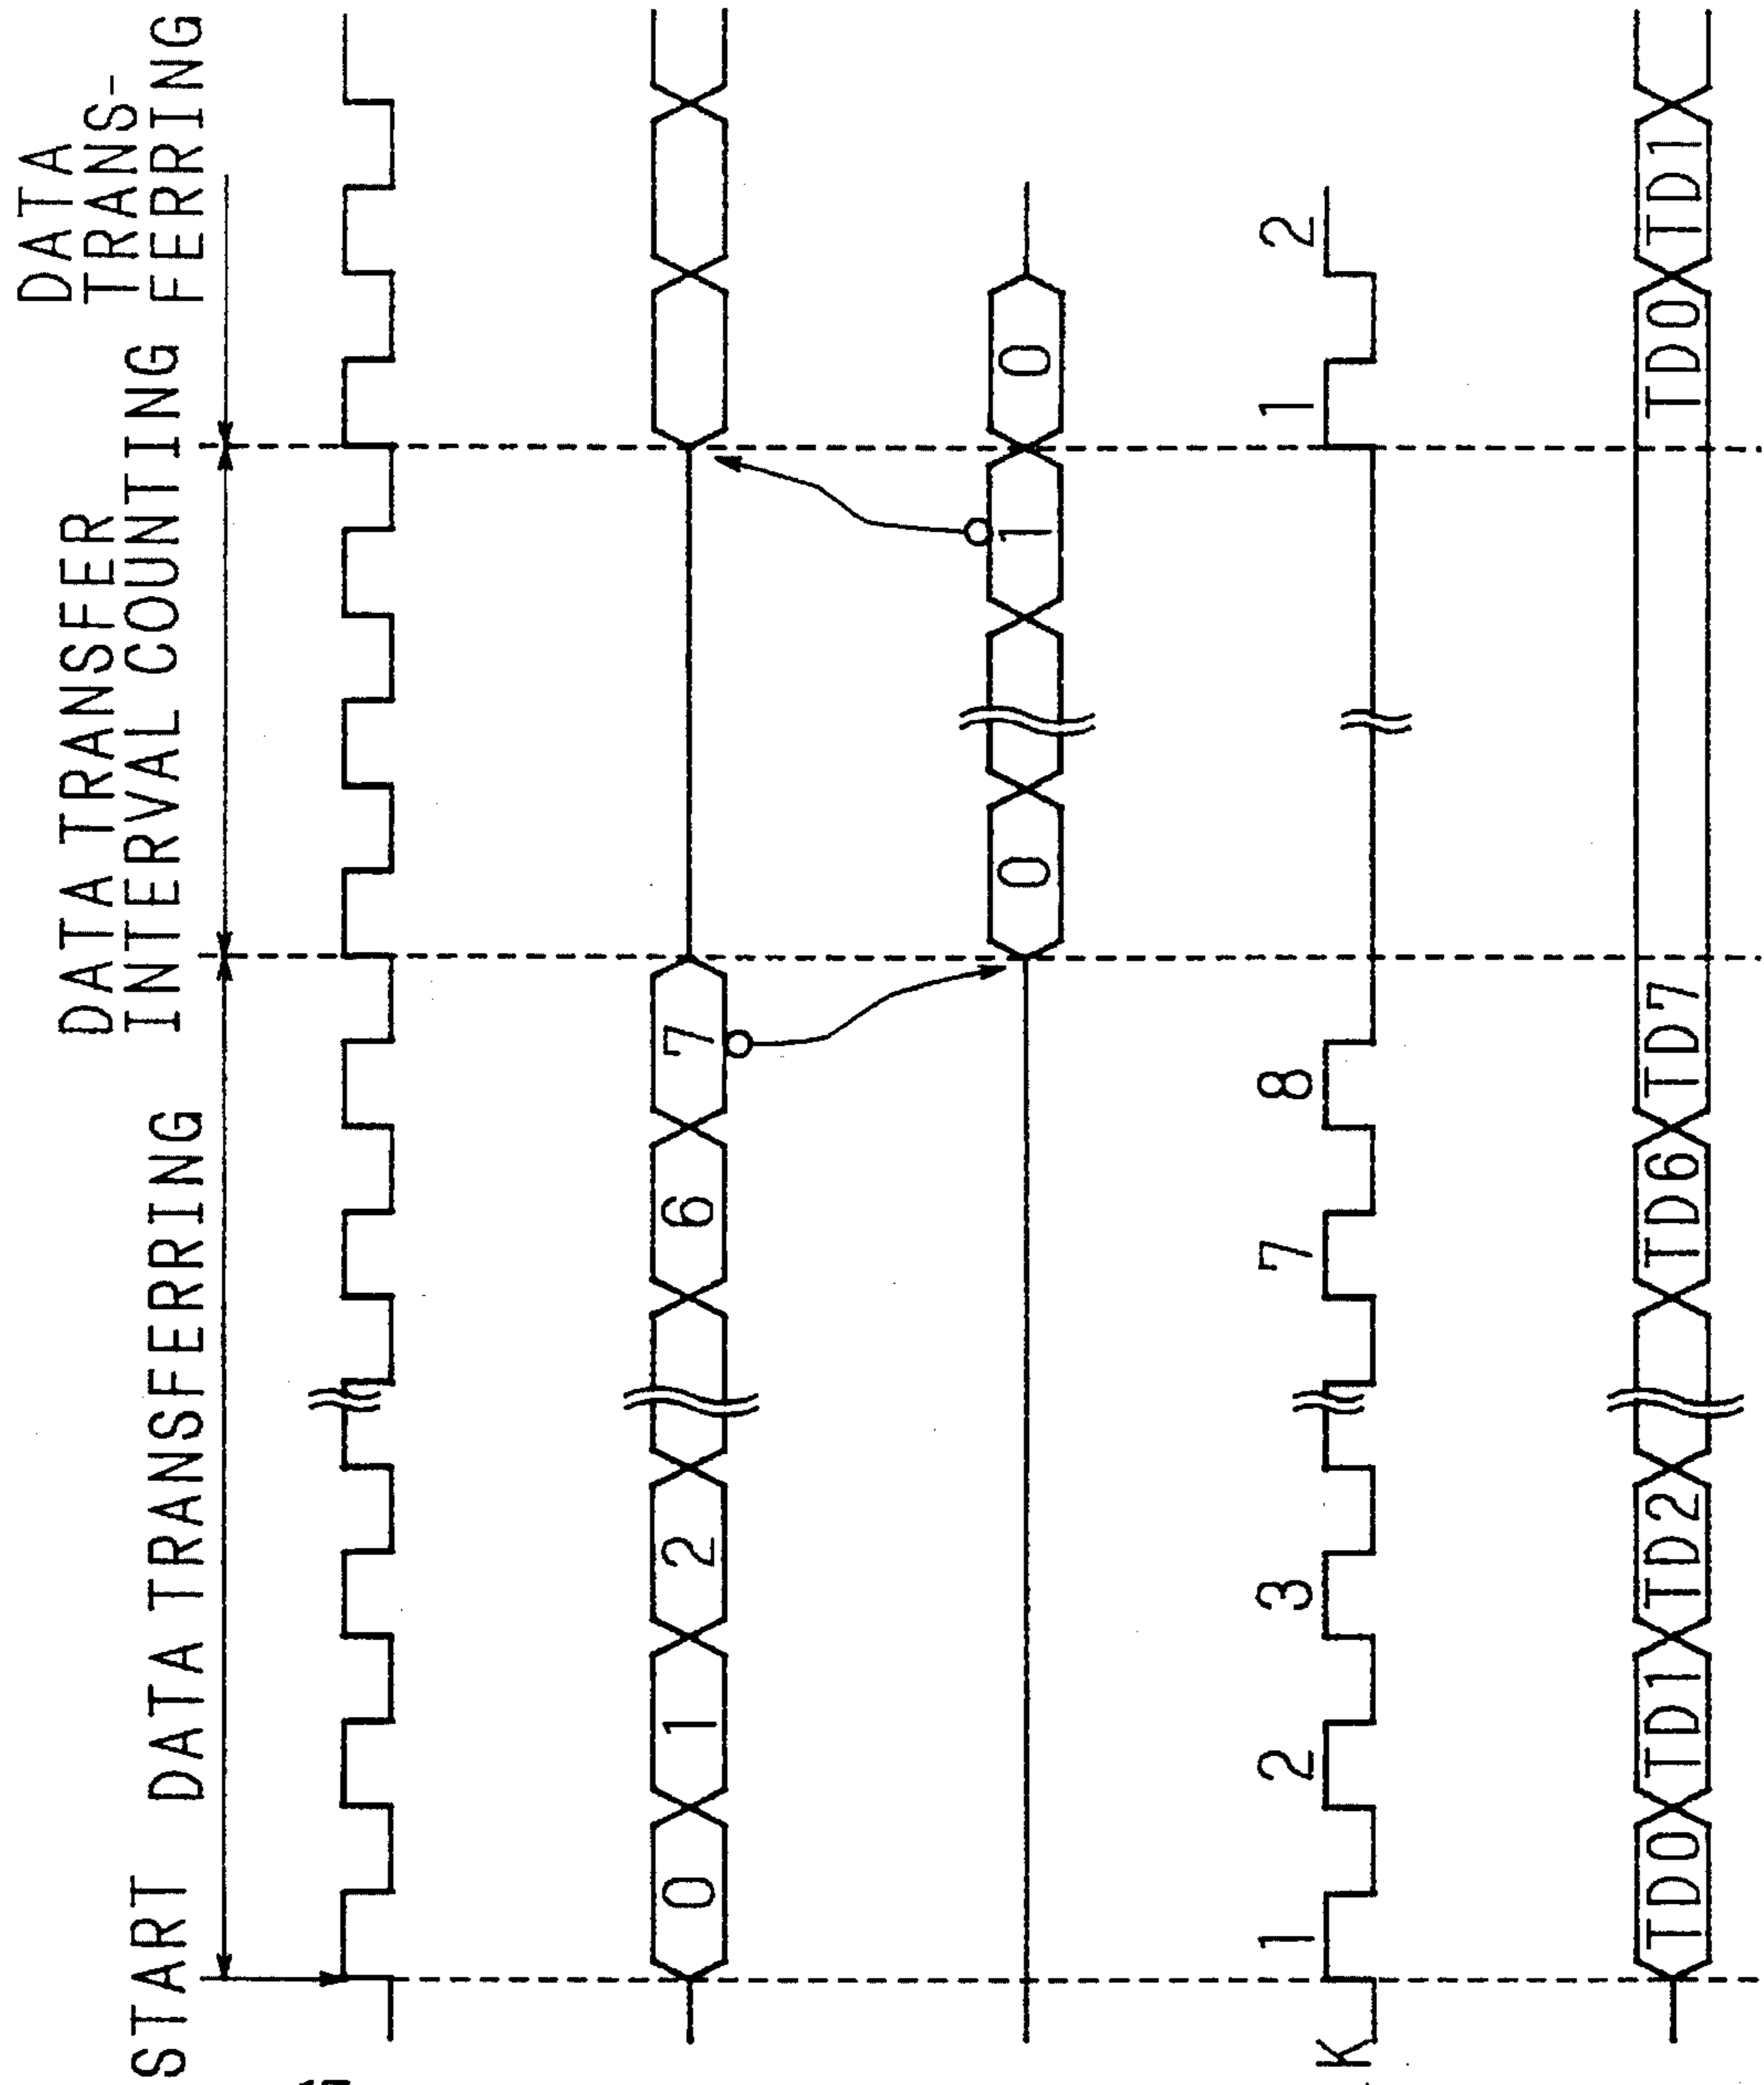 START
DATA TRANSFERRING
DATA TRANSFER
INTERVAL COUNTING
DATA
TRANS-
FERRING
0 1 2 6 7
0 1 0
K 1 2 3 7 8 1 2
TD0 TD1 TD2 TD6 TD7 TD0 TD1